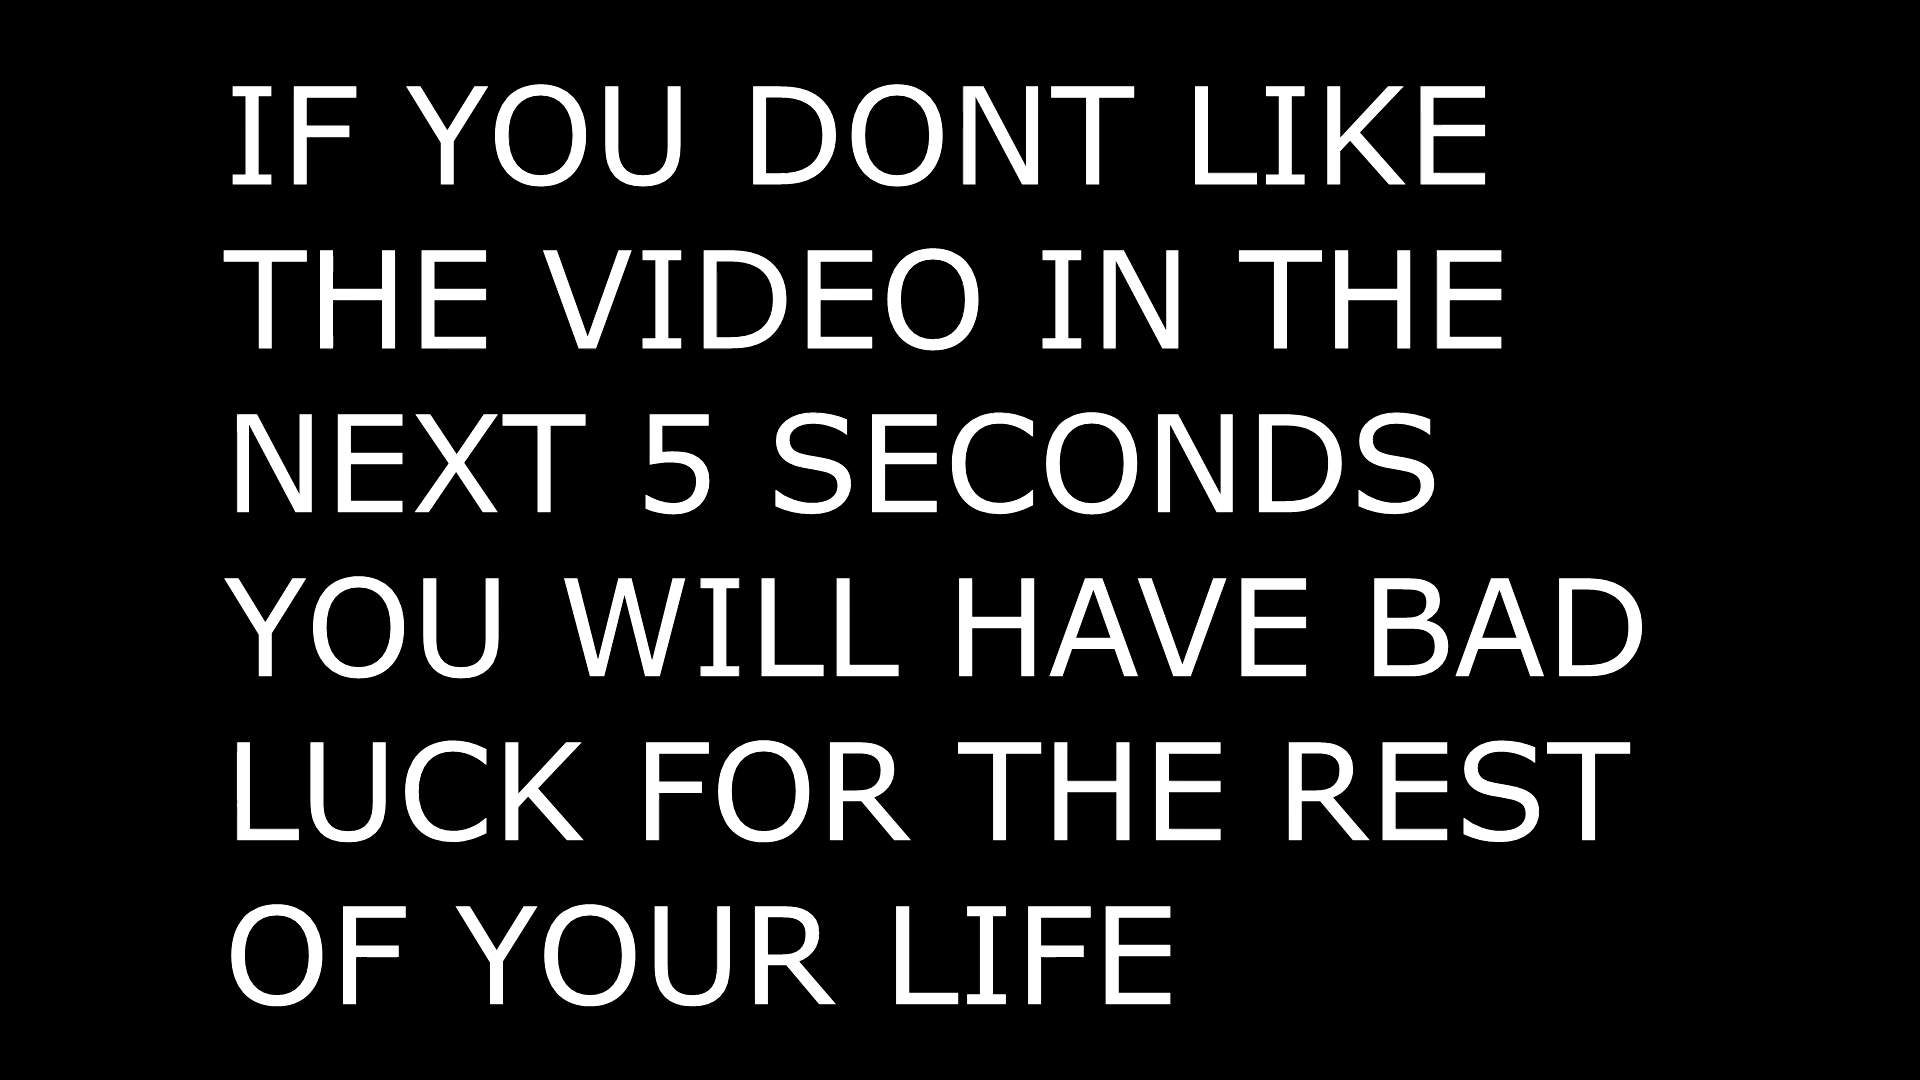 IF YOU DONT LIKE
THE VIDEO IN THE
NEXT 5 SECONDS
YOU WILL HAVE BAD
LUCK FOR THE REST
OF YOUR LIFE